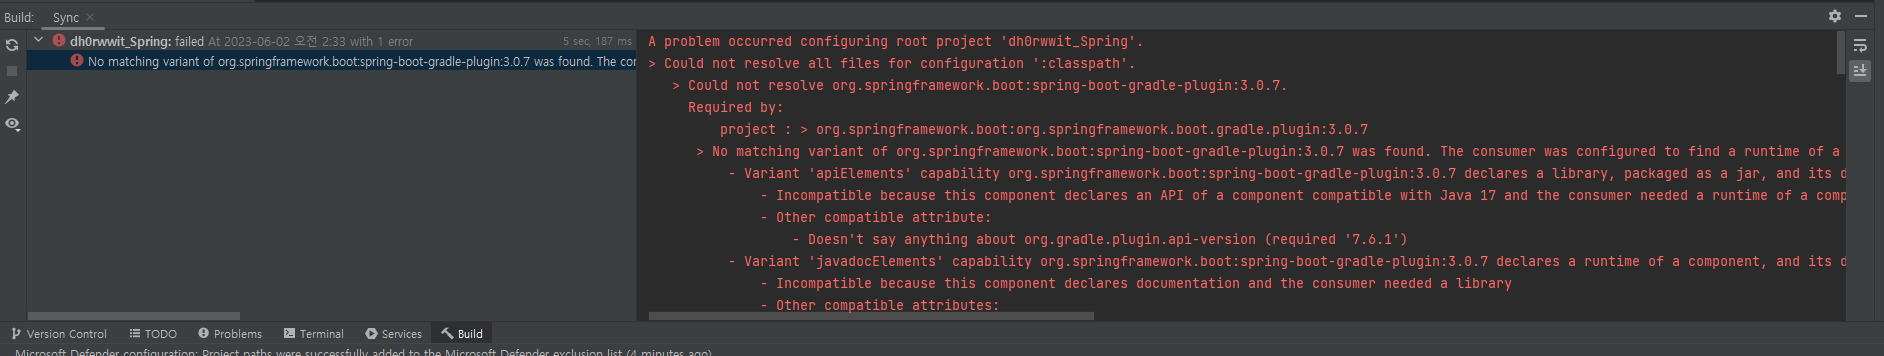 Build: Sync
dh0rwwit_Spring: failed At 2023-06-02 오전 2:33 with 1 error 5 sec, 187 ms
No matching variant of org.springframework.boot:spring-boot-gradle-plugin:3.0.7 was found. The cor
A problem occurred configuring root project 'dh0rwwit_Spring'.
> Could not resolve all files for configuration ':classpath'.
> Could not resolve org.springframework.boot:spring-boot-gradle-plugin:3.0.7.
Required by:
project : > org.springframework.boot:org.springframework.boot.gradle.plugin:3.0.7
> No matching variant of org.springframework.boot:spring-boot-gradle-plugin:3.0.7 was found. The consumer was configured to find a runtime of a
- Variant 'apiElements' capability org.springframework.boot:spring-boot-gradle-plugin:3.0.7 declares a library, packaged as a jar, and its d
- Incompatible because this component declares an API of a component compatible with Java 17 and the consumer needed a runtime of a comp
- Other compatible attribute:
- Doesn't say anything about org.gradle.plugin.api-version (required '7.6.1')
- Variant 'javadocElements' capability org.springframework.boot:spring-boot-gradle-plugin:3.0.7 declares a runtime of a component, and its d
- Incompatible because this component declares documentation and the consumer needed a library
- Other compatible attributes:
Version Control TODO Problems Terminal Services Build
Microsoft Defender configuration: Project paths were successfully added to the Microsoft Defender exclusion list (4 minutes ago)